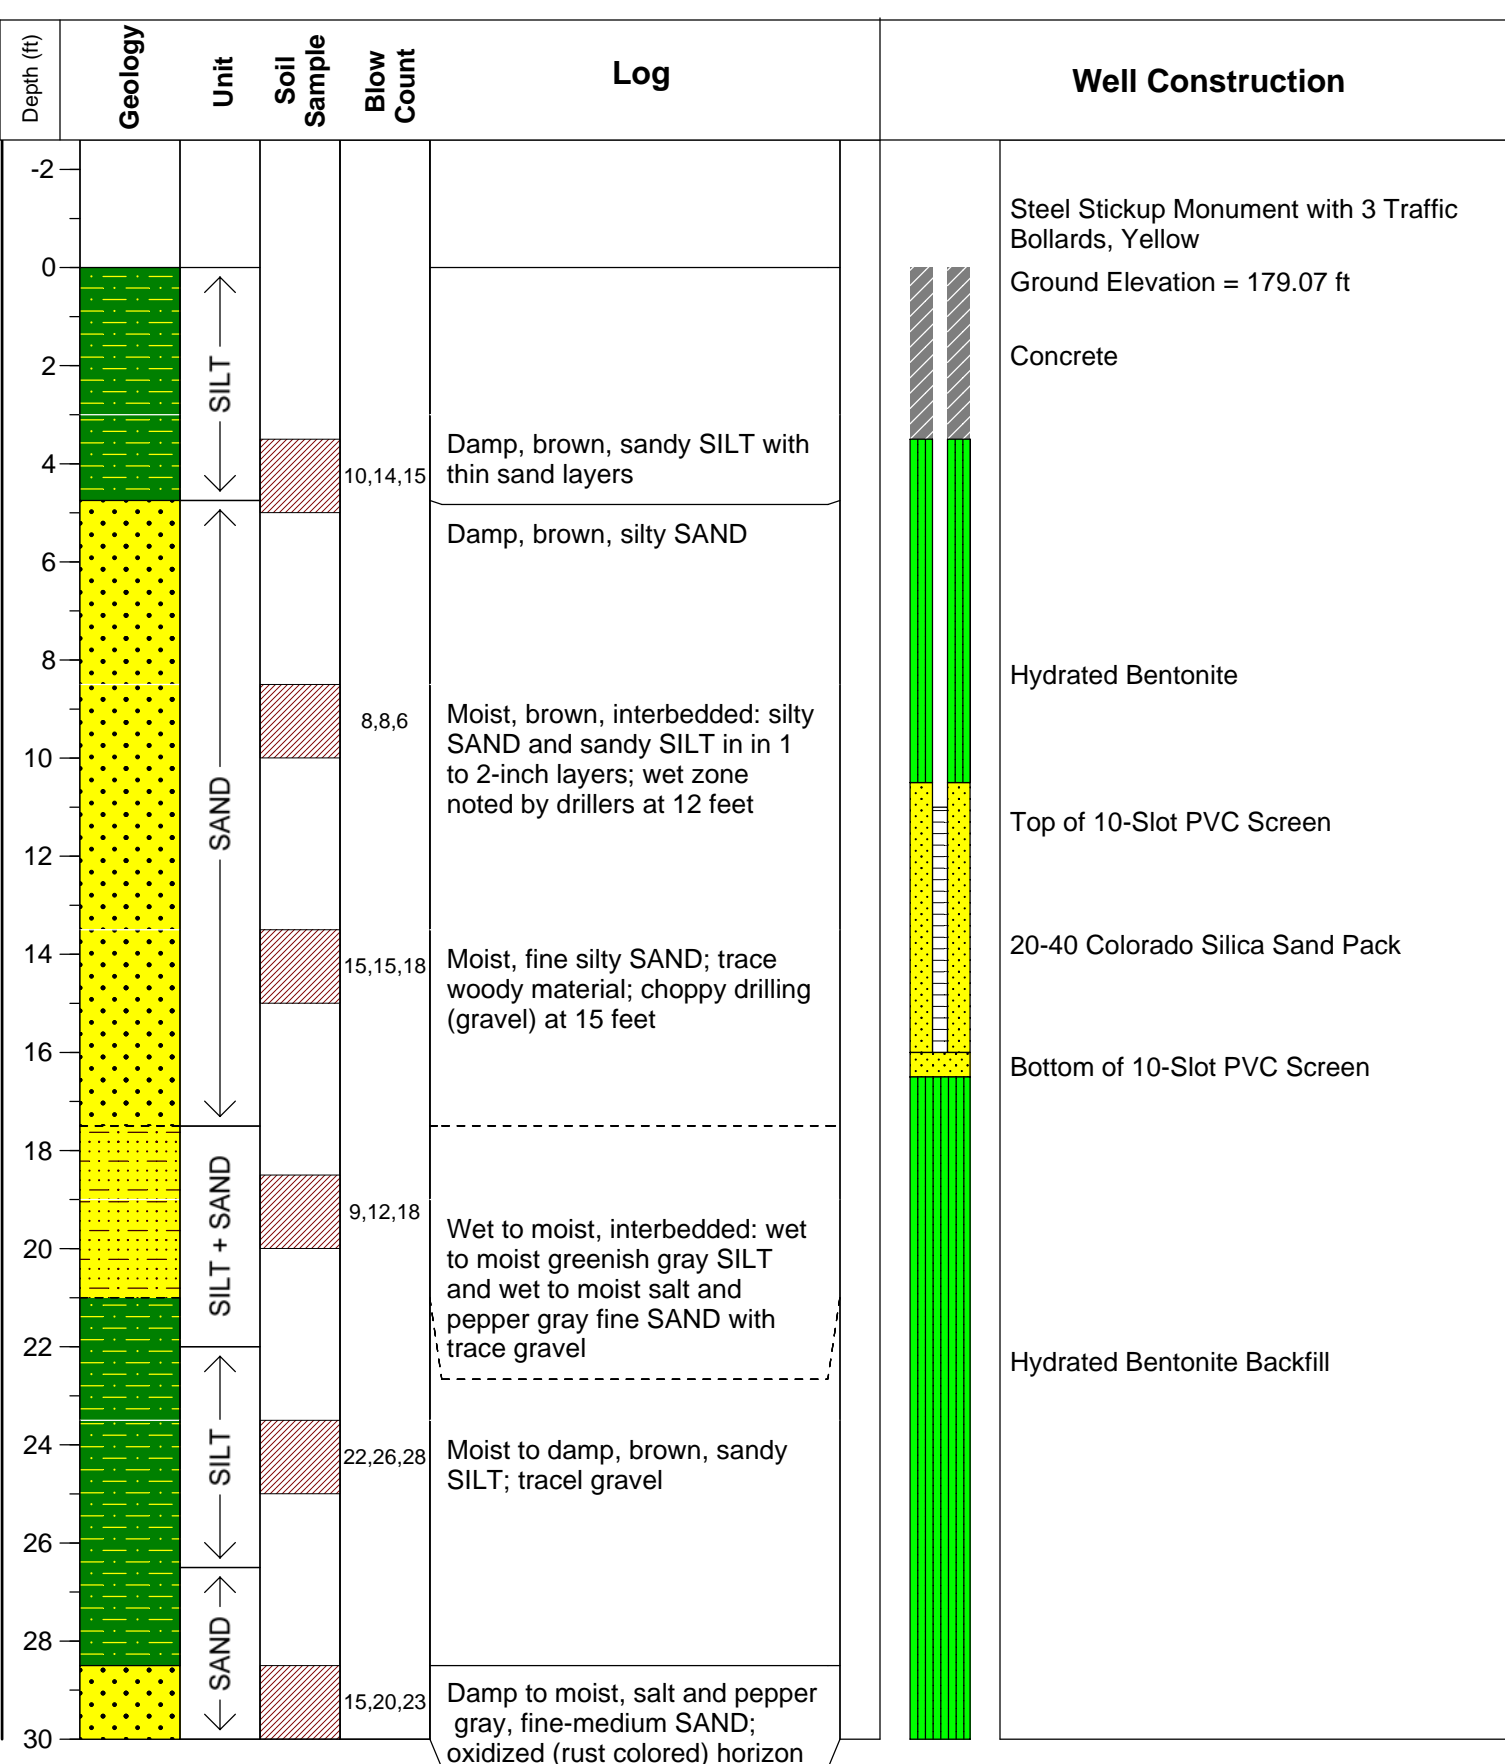 Depth (ft)
Geology
Unit
Soil
Sample
Blow
Count
Log
Well Construction
-2
0
2
4
6
8
10
12
14
16
18
20
22
24
26
28
30
SILT
SAND
SILT + SAND
SILT
SAND
10,14,15
8,8,6
15,15,18
9,12,18
22,26,28
15,20,23
Damp, brown, sandy SILT with
thin sand layers
Damp, brown, silty SAND
Moist, brown, interbedded: silty
SAND and sandy SILT in in 1
to 2-inch layers; wet zone
noted by drillers at 12 feet
Moist, fine silty SAND; trace
woody material; choppy drilling
(gravel) at 15 feet
Wet to moist, interbedded: wet
to moist greenish gray SILT
and wet to moist salt and
pepper gray fine SAND with
trace gravel
Moist to damp, brown, sandy
SILT; tracel gravel
Damp to moist, salt and pepper
gray, fine-medium SAND;
oxidized (rust colored) horizon
Steel Stickup Monument with 3 Traffic
Bollards, Yellow
Ground Elevation = 179.07 ft
Concrete
Hydrated Bentonite
Top of 10-Slot PVC Screen
20-40 Colorado Silica Sand Pack
Bottom of 10-Slot PVC Screen
Hydrated Bentonite Backfill